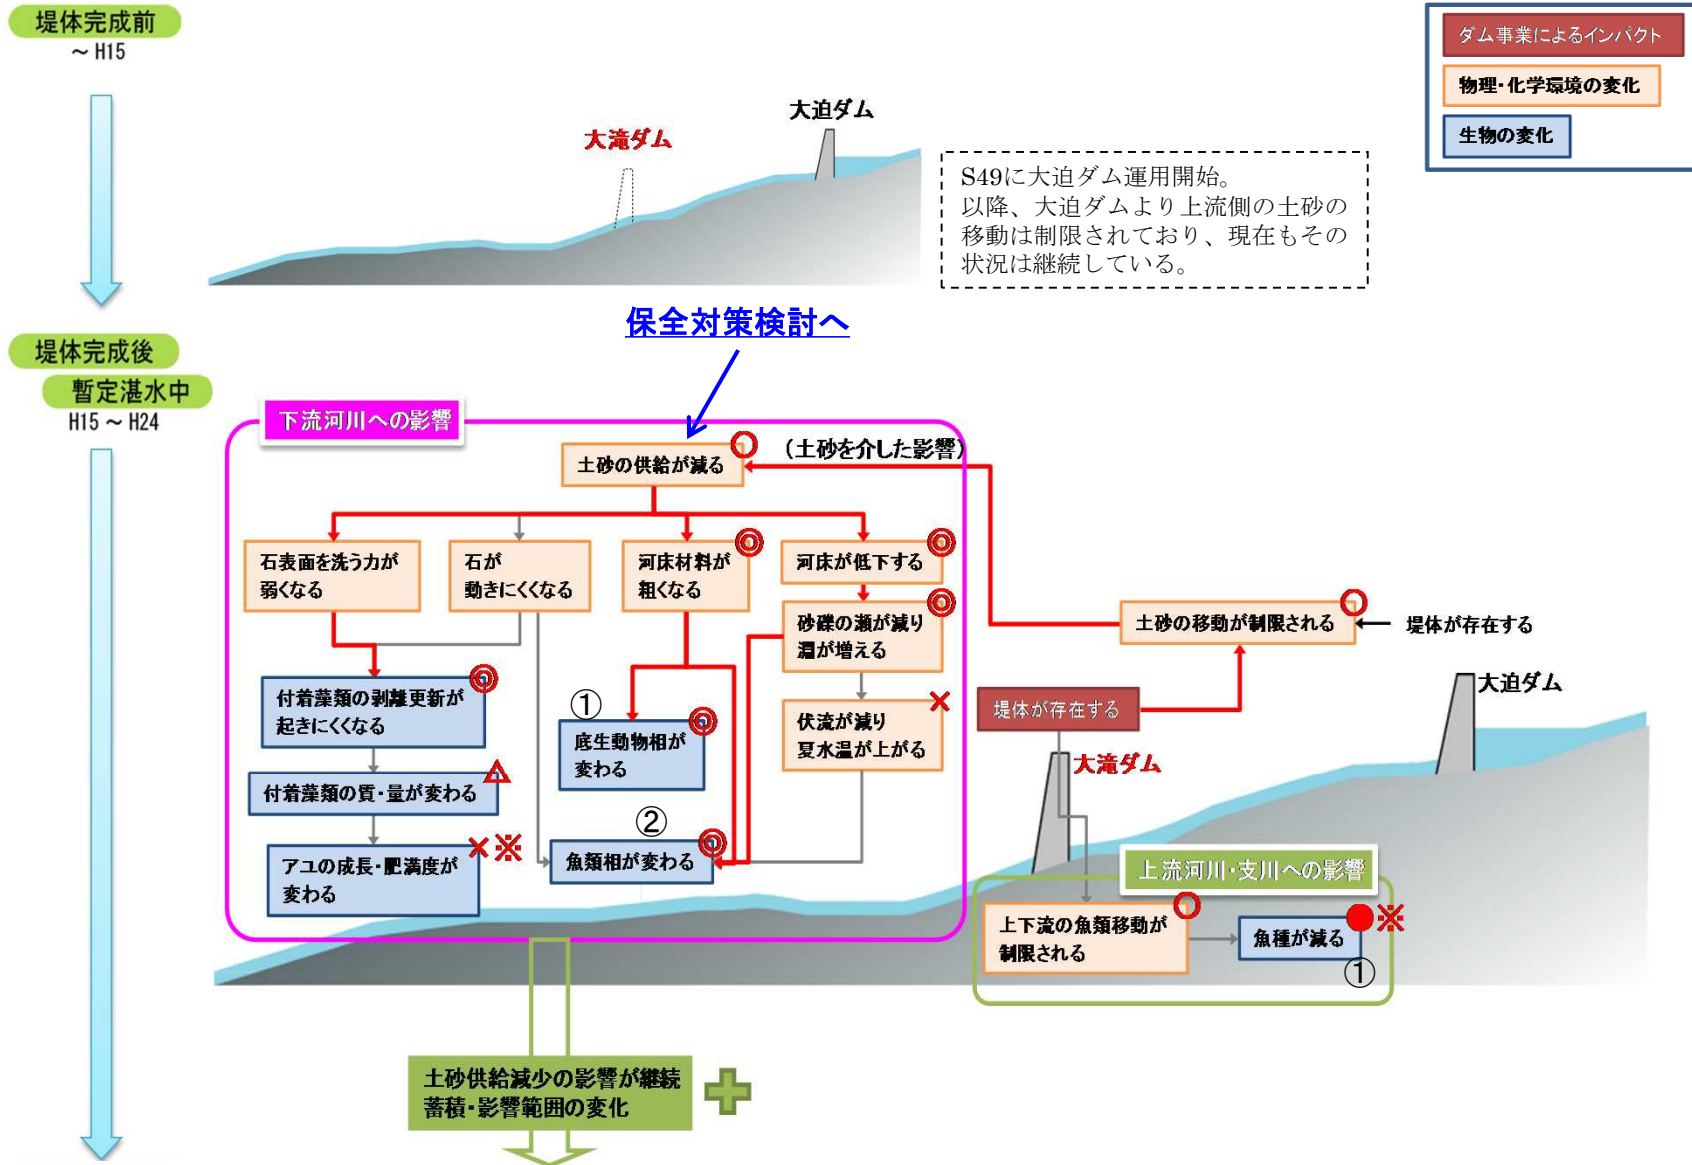 堤体完成前
～ H15
ダム事業によるインパクト
物理・化学環境の変化
生物の変化
大迫ダム
大滝ダム
S49に大迫ダム運用開始。
以降、大迫ダムより上流側の土砂の
移動は制限されており、現在もその
状況は継続している。
保全対策検討へ
堤体完成後
暫定湛水中
H15 ～ H24
下流河川への影響
土砂の供給が減る
○
（土砂を介した影響）
石表面を洗う力が
弱くなる
石が
動きにくくなる
河床材料が
粗くなる
◎
河床が低下する
◎
砂礫の瀬が減り
淵が増える
◎
土砂の移動が制限される
○
堤体が存在する
付着藻類の剥離更新が
起きにくくなる
◎
①
底生動物相が
変わる
◎
伏流が減り
夏水温が上がる
×
堤体が存在する
大迫ダム
大滝ダム
付着藻類の質・量が変わる
△
アユの成長・肥満度が
変わる
×※
②
魚類相が変わる
◎
上流河川・支川への影響
上下流の魚類移動が
制限される
○
魚種が減る
●※
①
土砂供給減少の影響が継続
蓄積・影響範囲の変化